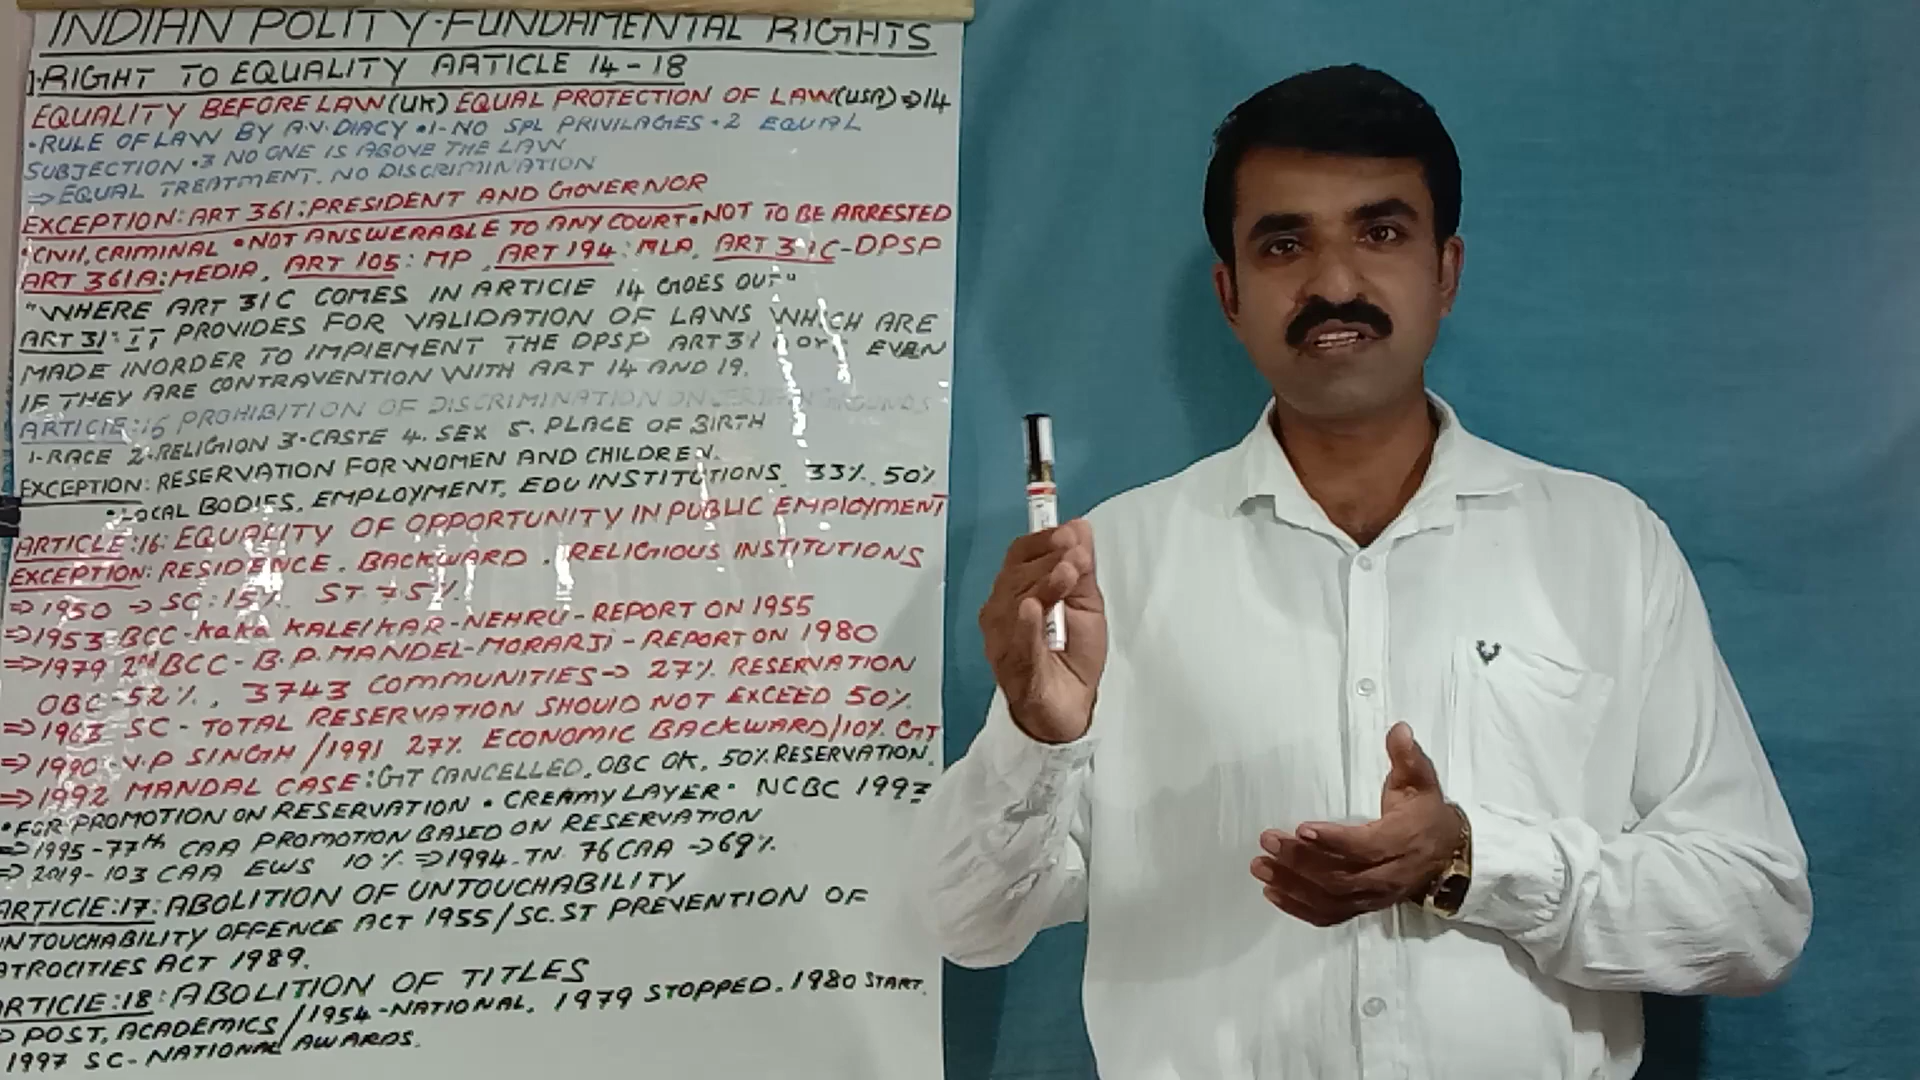 INDIAN POLITY-FUNDAMENTAL RIGHTS
1.RIGHT TO EQUALITY ARTICLE 14-18
EQUALITY BEFORE LAW(UK) EQUAL PROTECTION OF LAW(USA)⇒14
•RULE OF LAW BY A.V.DIACY •1-NO SPL PRIVILAGES •2 EQUAL
SUBJECTION •3 NO ONE IS ABOVE THE LAW
⇒EQUAL TREATMENT. NO DISCRIMINATION
EXCEPTION: ART 361: PRESIDENT AND GOVERNOR
•CIVIL, CRIMINAL •NOT ANSWERABLE TO ANY COURT•NOT TO BE ARRESTED
ART 361A: MEDIA, ART 105: MP, ART 194: MLA, ART 31C-DPSP
"WHERE ART 31C COMES IN ARTICIE 14 GOES OUT"
ART 31: IT PROVIDES FOR VALIDATION OF LAWS WHICH ARE
MADE INORDER TO IMPIEMENT THE DPSP ART 31 EVEN
IF THEY ARE CONTRAVENTION WITH ART 14 AND 19.
ARTICIE:15 PROHIBITION OF DISCRIMINATION ON CERTAIN GROUNDS
1-RACE 2-RELIGION 3-CASTE 4. SEX 5. PLACE OF BIRTH
EXCEPTION: RESERVATION FOR WOMEN AND CHILDREN.
•LOCAL BODIES, EMPLOYMENT, EDU INSTITUTIONS 33%, 50%
ARTICLE:16: EQUALITY OF OPPORTUNITY IN PUBLIC EMPlOYMENT
EXCEPTION: RESIDENCE. BACKWARD. RELIGIOUS INSTITUTIONS
⇒1950 → SC:15%. ST 7.5%.
⇒1953 BCC-KaKa KALElKAR-NEHRU-REPORT ON 1955
⇒1979 2nd BCC-B.P.MANDEL-MORARJi-REPORT ON 1980
OBC-52%, 3743 COMMUNITIES→ 27% RESERVATION
⇒1963 SC-TOTAL RESERVATION SHOUlD NOT EXCEED 50%
⇒1990-V.P SINGH/1991 27% ECONOMIC BACKWARD/10% GT
⇒1992 MANDAL CASE:GT CANCELLED, OBC OK, 50% RESERVATION.
•FOR PROMOTION ON RESERVATION • CREAMY LAYER• NCBC 1993
⇒1995-77th CAA PROMOTION BASED ON RESERVATION
⇒2019-103 CAA EWS 10% ⇒1994-TN 76 CAA →69%
ARTICIE:17: ABOLITION OF UNTOUCHABILITY
UNTOUCHABILITY OFFENCE ACT 1955/SC.ST PREVENTION OF
ATROCITIES ACT 1989.
ARTICIE:18: ABOLITION OF TITLES
POST, ACADEMICS/1954-NATIONAL, 1979 STOPPED. 1980 START.
1997 SC-NATIONAL AWARDS.